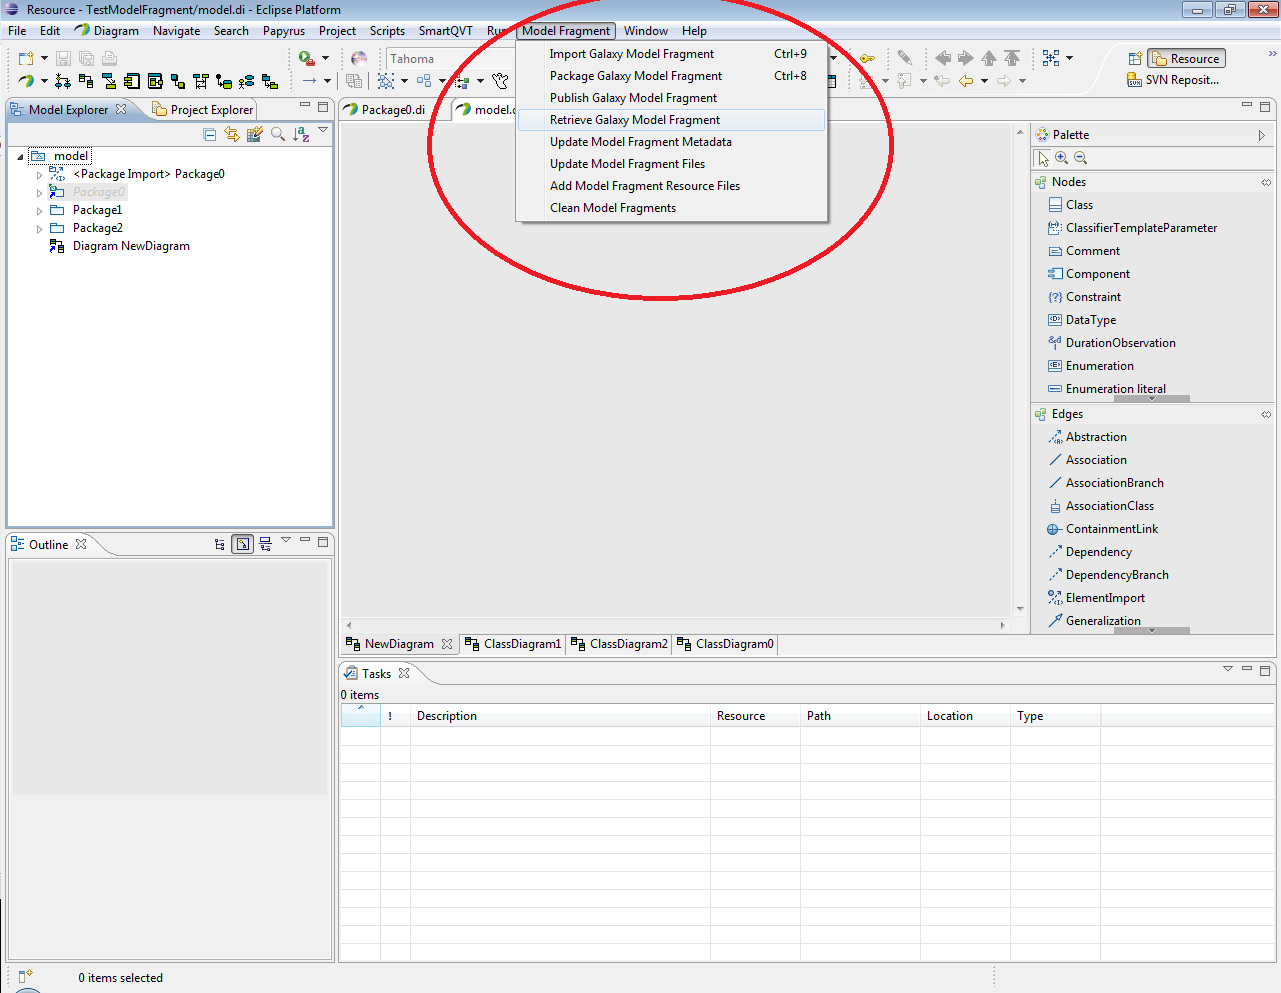 Resource - TestModelFragment/model.di - Eclipse Platform
File Edit Diagram Navigate Search Papyrus Project Scripts SmartQVT Run Model Fragment Window Help
Tahoma
Resource
SVN Reposit...
Import Galaxy Model Fragment Ctrl+9
Package Galaxy Model Fragment Ctrl+8
Publish Galaxy Model Fragment
Retrieve Galaxy Model Fragment
Update Model Fragment Metadata
Update Model Fragment Files
Add Model Fragment Resource Files
Clean Model Fragments
Model Explorer Project Explorer
model
<Package Import> Package0
Package0
Package1
Package2
Diagram NewDiagram
Package0.di model.d
Palette
Nodes
Class
ClassifierTemplateParameter
Comment
Component
Constraint
DataType
DurationObservation
Enumeration
Enumeration literal
Edges
Abstraction
Association
AssociationBranch
AssociationClass
ContainmentLink
Dependency
DependencyBranch
ElementImport
Generalization
Outline
NewDiagram ClassDiagram1 ClassDiagram2 ClassDiagram0
Tasks
0 items
! Description Resource Path Location Type
0 items selected